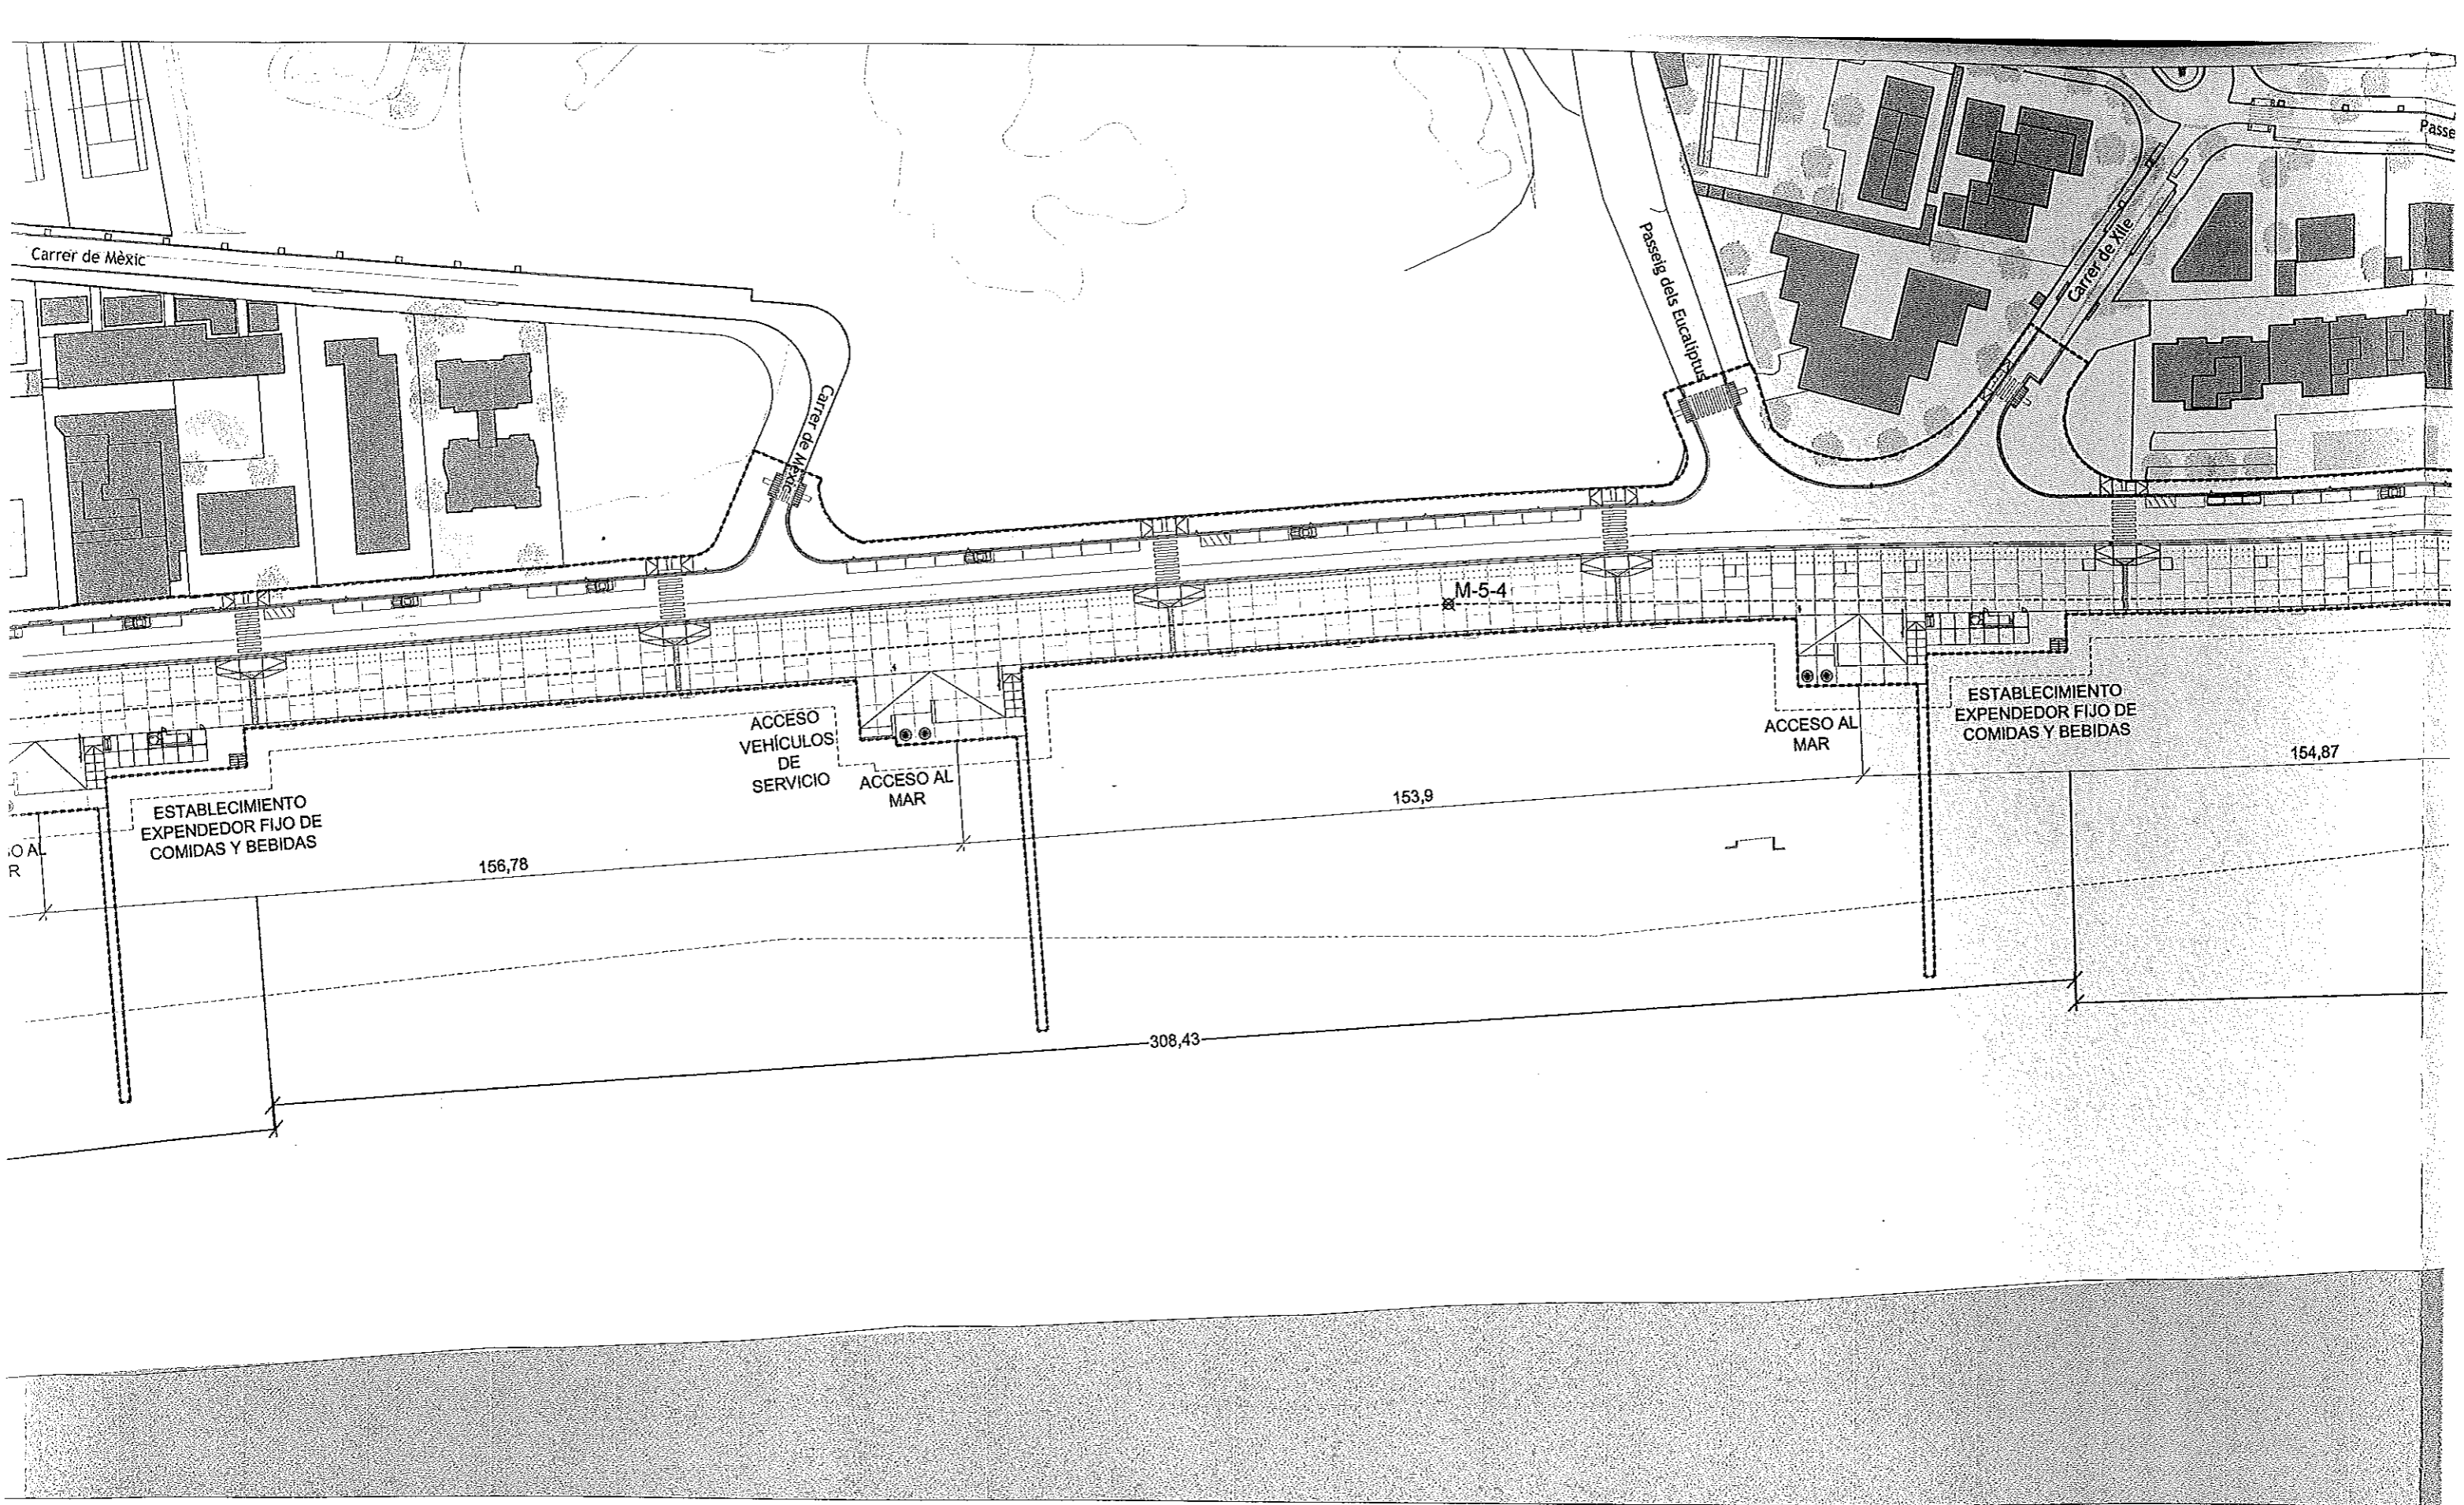 Passe
Carrer de Mèxic
Passeig dels Eucaliptus
Carrer de Xile
Carrer de Mèxic
M-5-4
ACCESO
VEHÍCULOS
DE
SERVICIO
ACCESO AL
MAR
ACCESO AL
MAR
ESTABLECIMIENTO
EXPENDEDOR FIJO DE
COMIDAS Y BEBIDAS
154,87
153,9
ESTABLECIMIENTO
EXPENDEDOR FIJO DE
COMIDAS Y BEBIDAS
O AL
R
156,78
308,43